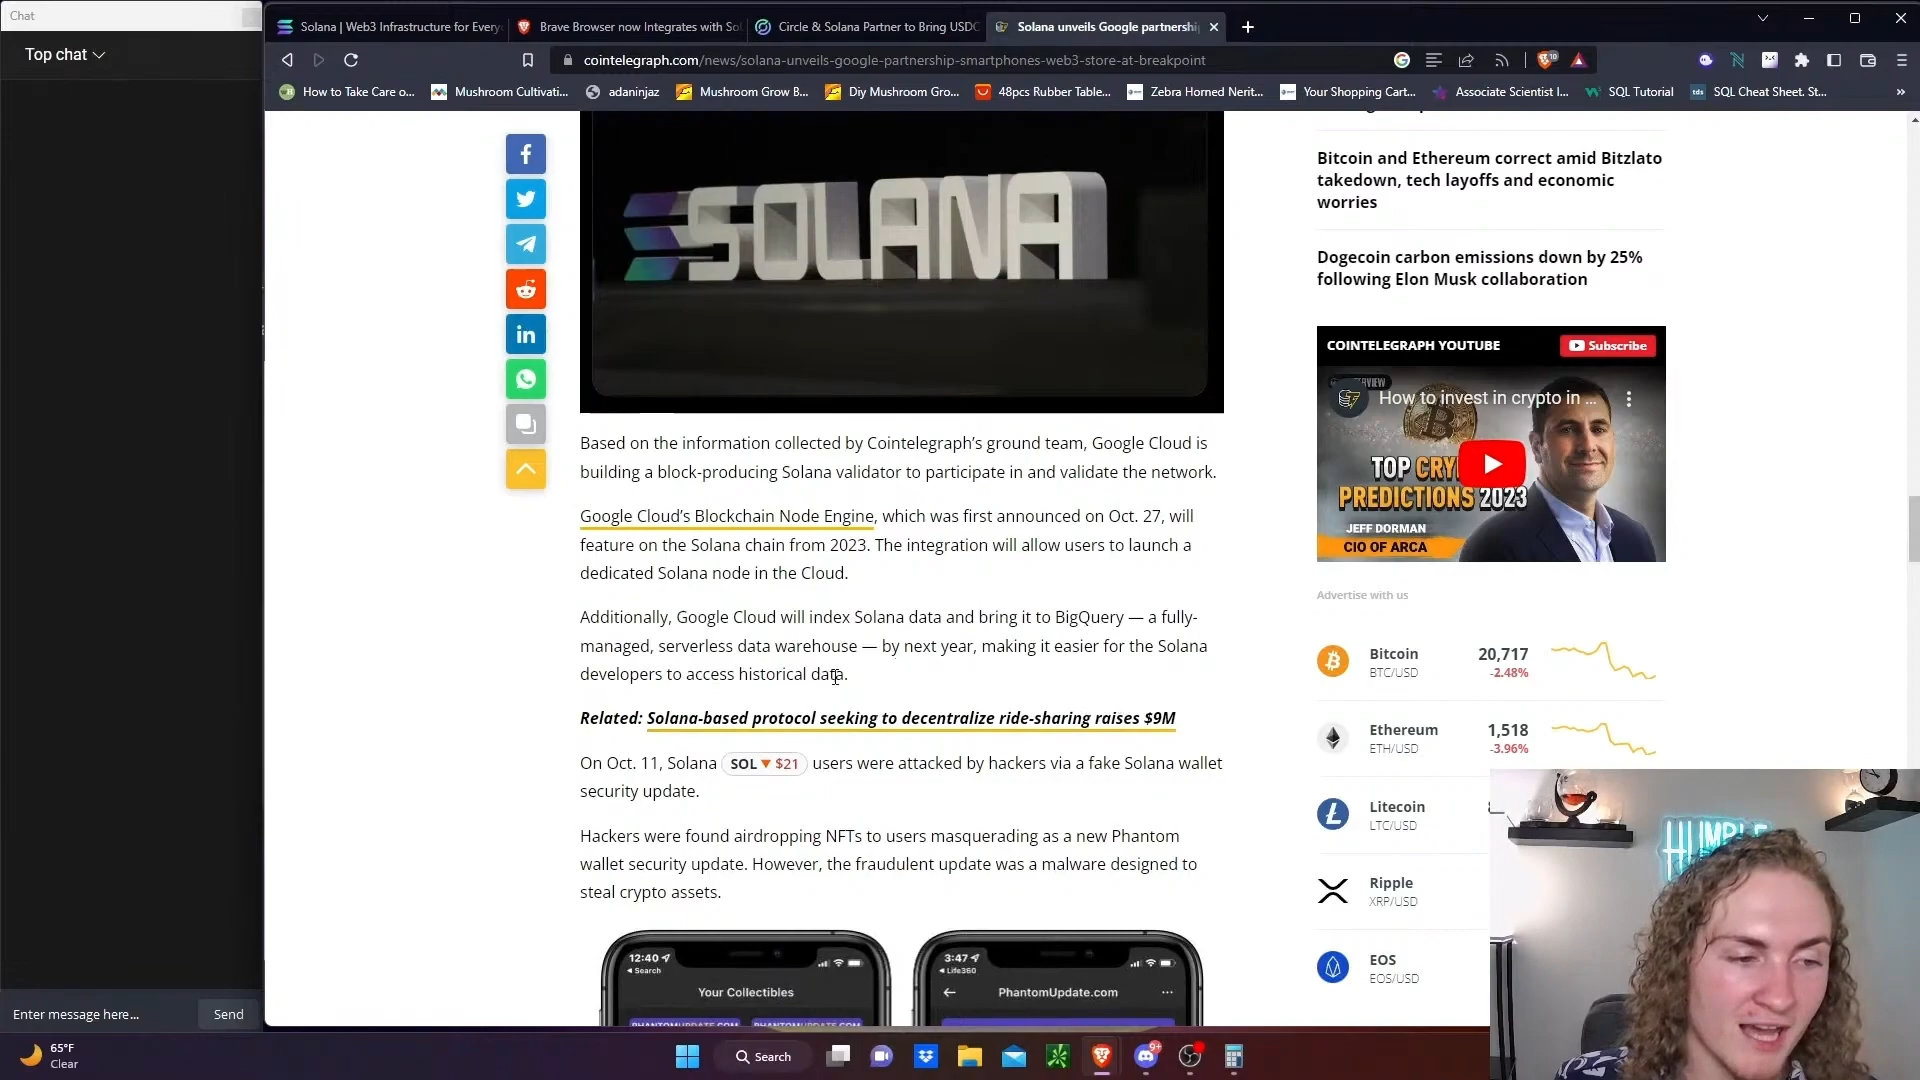 Chat
Top chat
Enter message here...
Send
Solana | Web3 Infrastructure for Every
Brave Browser now Integrates with Sol
Circle & Solana Partner to Bring USDC
Solana unveils Google partnership
cointelegraph.com/news/solana-unveils-google-partnership-smartphones-web3-store-at-breakpoint
How to Take Care o...
Mushroom Cultivati...
adaninjaz
Mushroom Grow B...
Diy Mushroom Gro...
48pcs Rubber Table...
Zebra Horned Nerit...
Your Shopping Cart...
Associate Scientist I...
SQL Tutorial
SQL Cheat Sheet. St...
SOLANA
Based on the information collected by Cointelegraph’s ground team, Google Cloud is
building a block-producing Solana validator to participate in and validate the network.
Google Cloud’s Blockchain Node Engine, which was first announced on Oct. 27, will
feature on the Solana chain from 2023. The integration will allow users to launch a
dedicated Solana node in the Cloud.
Additionally, Google Cloud will index Solana data and bring it to BigQuery — a fully-
managed, serverless data warehouse — by next year, making it easier for the Solana
developers to access historical data.
Related: Solana-based protocol seeking to decentralize ride-sharing raises $9M
On Oct. 11, Solana SOL ▼ $21 users were attacked by hackers via a fake Solana wallet
security update.
Hackers were found airdropping NFTs to users masquerading as a new Phantom
wallet security update. However, the fraudulent update was a malware designed to
steal crypto assets.
12:40
Search
Your Collectibles
PHANTOMUPDATE.COM
PHANTOMUPDATE.COM
3:47
Life360
PhantomUpdate.com
Bitcoin and Ethereum correct amid Bitzlato
takedown, tech layoffs and economic
worries
Dogecoin carbon emissions down by 25%
following Elon Musk collaboration
COINTELEGRAPH YOUTUBE
Subscribe
How to invest in crypto in ...
PREDICTIONS 2023
JEFF DORMAN
CIO OF ARCA
Advertise with us
Bitcoin
20,717
BTC/USD
-2.48%
Ethereum
1,518
ETH/USD
-3.96%
Litecoin
LTC/USD
Ripple
XRP/USD
EOS
EOS/USD
HUMBLE
65°F
Clear
Search
9+